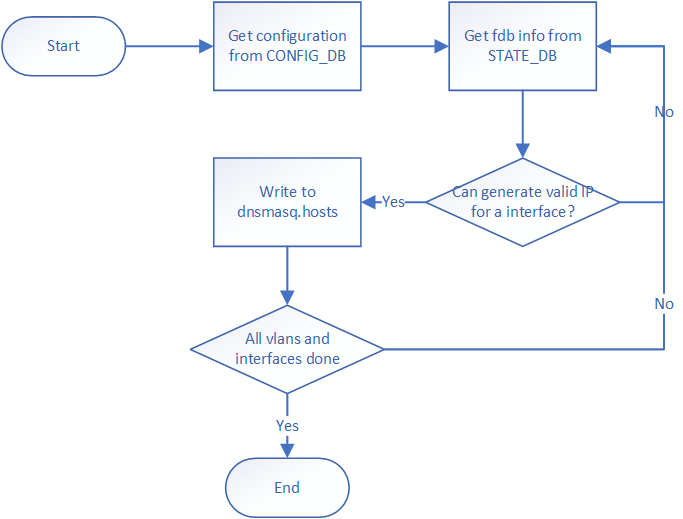 Start
Get configuration
from CONFIG_DB
Get fdb info from
STATE_DB
No
Can generate valid IP
for a interface?
Yes
Write to
dnsmasq.hosts
No
All vlans and
interfaces done
Yes
End